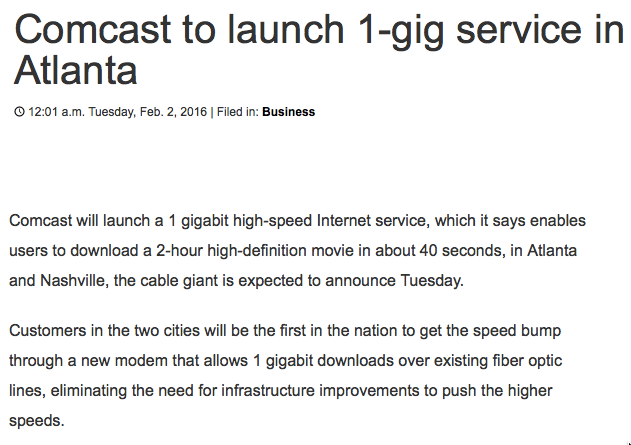 Comcast to launch 1-gig service in
Atlanta
12:01 a.m. Tuesday, Feb. 2, 2016 | Filed in: Business
Comcast will launch a 1 gigabit high-speed Internet service, which it says enables
users to download a 2-hour high-definition movie in about 40 seconds, in Atlanta
and Nashville, the cable giant is expected to announce Tuesday.
Customers in the two cities will be the first in the nation to get the speed bump
through a new modem that allows 1 gigabit downloads over existing fiber optic
lines, eliminating the need for infrastructure improvements to push the higher
speeds.